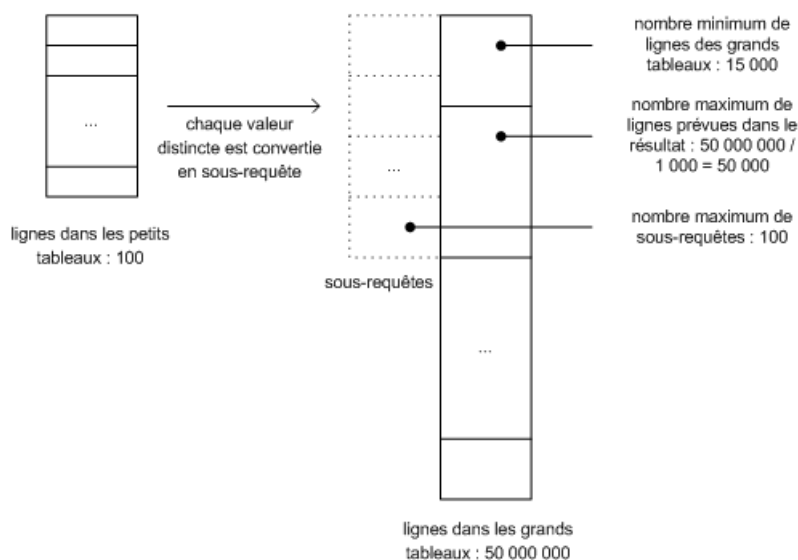 ...
lignes dans les petits
tableaux : 100
chaque valeur
distincte est convertie
en sous-requête
...
sous-requêtes
nombre minimum de
lignes des grands
tableaux : 15 000
nombre maximum de
lignes prévues dans le
résultat : 50 000 000 /
1 000 = 50 000
nombre maximum de
sous-requêtes : 100
...
lignes dans les grands
tableaux : 50 000 000